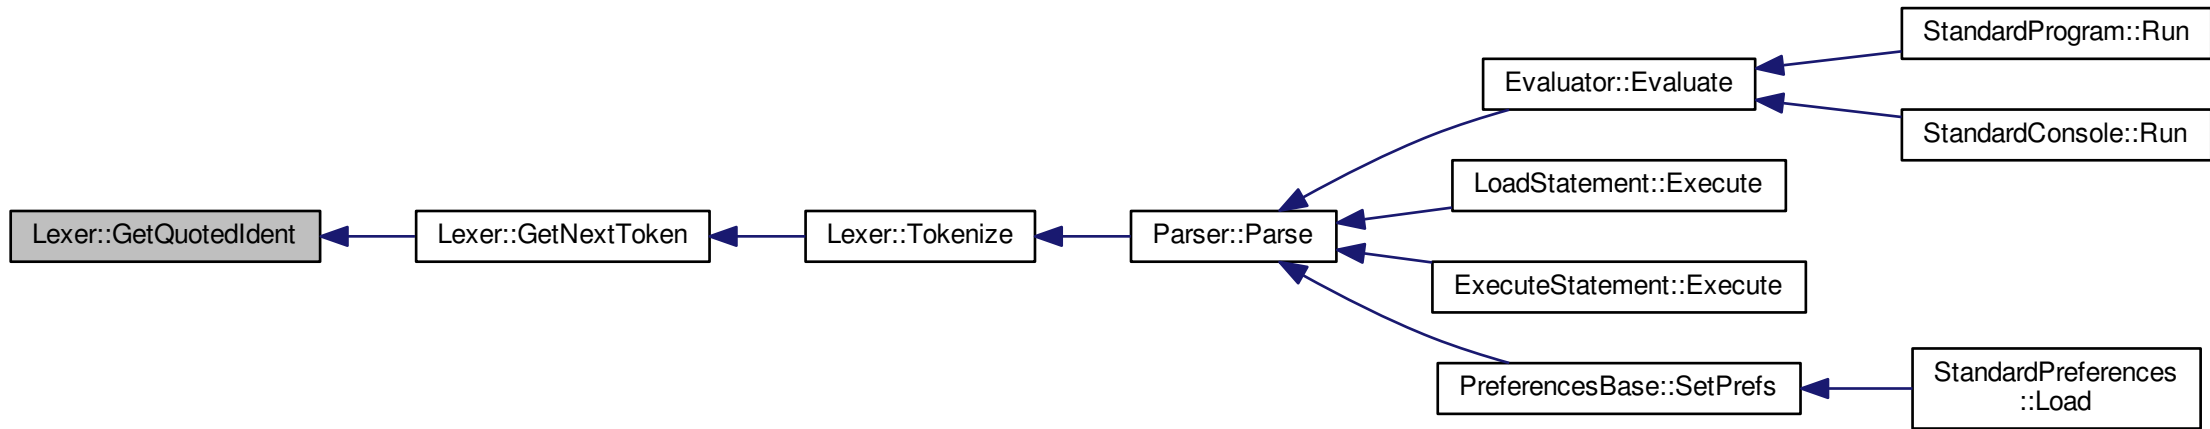 StandardProgram::Run
Evaluator::Evaluate
StandardConsole::Run
LoadStatement::Execute
Lexer::GetQuotedIdent
Lexer::GetNextToken
Lexer::Tokenize
Parser::Parse
ExecuteStatement::Execute
PreferencesBase::SetPrefs
StandardPreferences
::Load